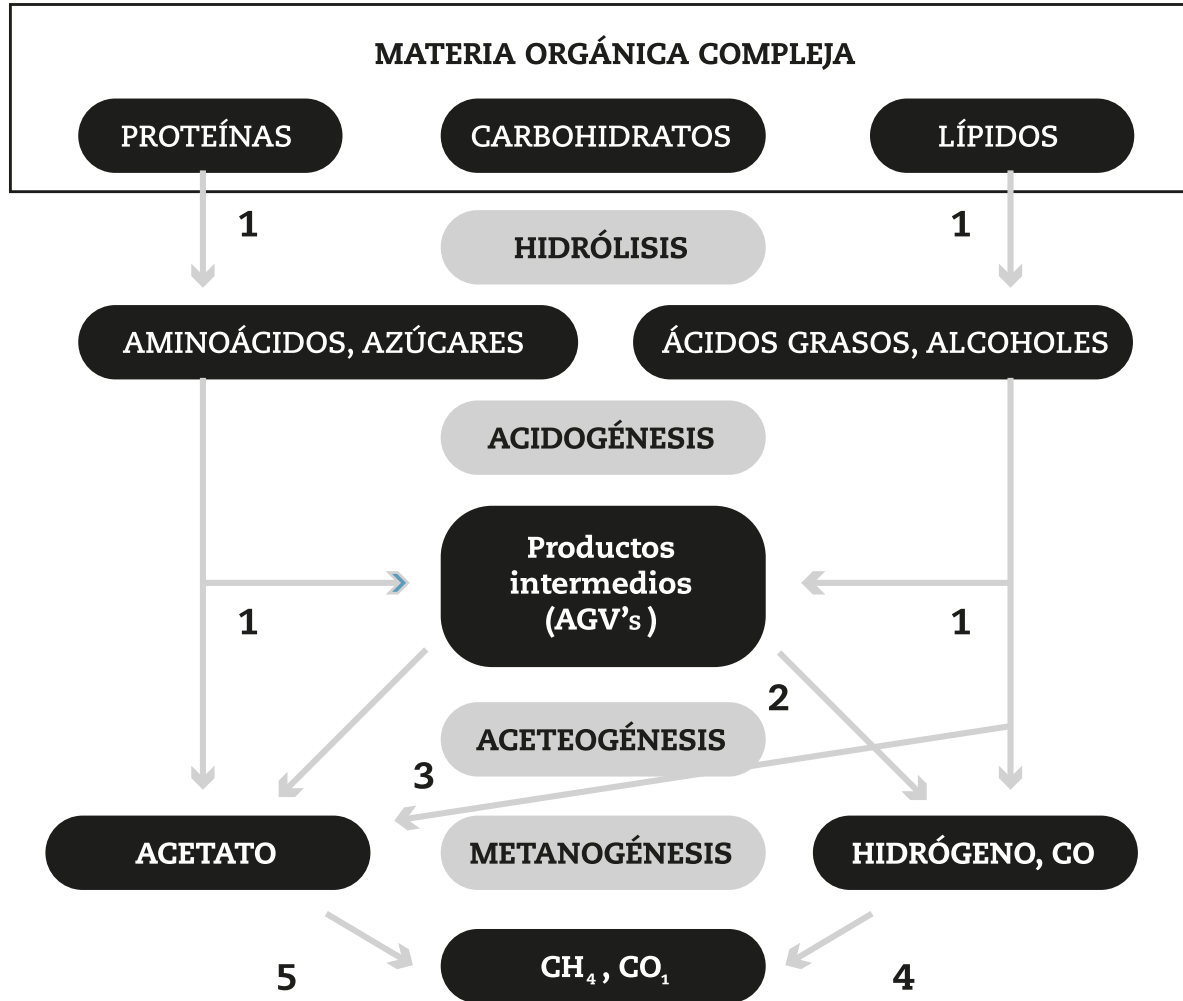 MATERIA ORGÁNICA COMPLEJA
PROTEÍNAS
CARBOHIDRATOS
LÍPIDOS
1
1
HIDRÓLISIS
AMINOÁCIDOS, AZÚCARES
ÁCIDOS GRASOS, ALCOHOLES
ACIDOGÉNESIS
Productos
intermedios
(AGV's )
1
1
2
ACETEOGÉNESIS
3
ACETATO
METANOGÉNESIS
HIDRÓGENO, CO
5
CH₄ , CO₁
4